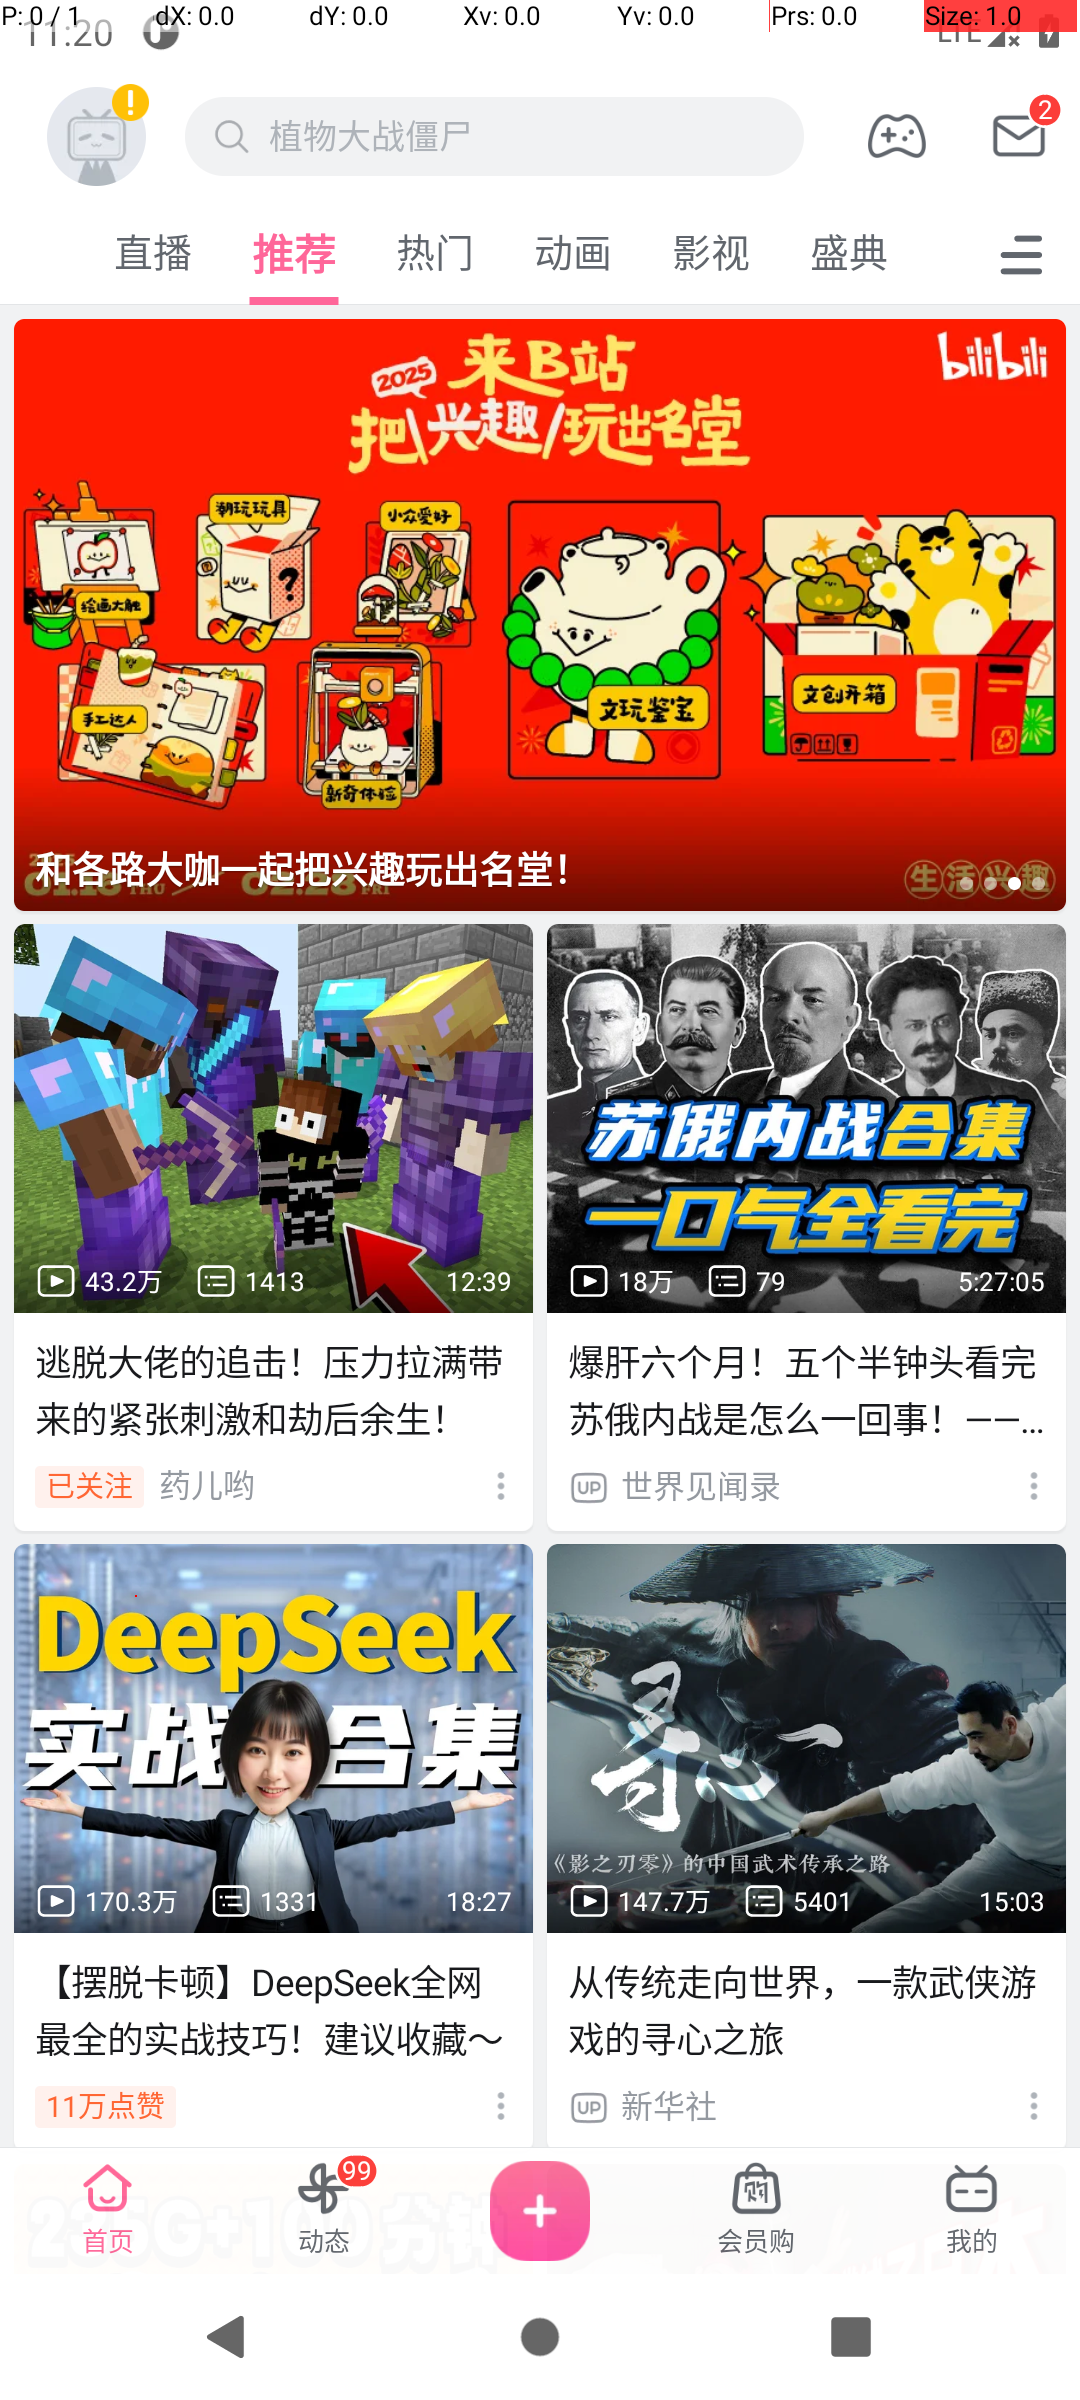 P: 0 / 1 dX: 0.0 dY: 0.0 Xv: 0.0 Yv: 0.0 Prs: 0.0 Size: 1.0
11:20 LTE
植物大战僵尸 2
直播 推荐 热门 动画 影视 盛典
2025 来B站 bilibili
把兴趣/玩出名堂
潮玩玩具 小众爱好
绘画大触
手工达人 文玩鉴宝 文创开箱
新奇体验
和各路大咖一起把兴趣玩出名堂！
生活兴趣
苏俄内战合集
一口气全看完
43.2万 1413 12:39
18万 79 5:27:05
逃脱大佬的追击！压力拉满带
来的紧张刺激和劫后余生！
已关注 药儿哟
爆肝六个月！五个半钟头看完
苏俄内战是怎么一回事！——...
UP 世界见闻录
DeepSeek
实战合集
170.3万 1331 18:27
寻心一
《影之刃零》的中国武术传承之路
147.7万 5401 15:03
【摆脱卡顿】DeepSeek全网
最全的实战技巧！建议收藏～
11万点赞
从传统走向世界，一款武侠游
戏的寻心之旅
UP 新华社
99
购
首页 动态 会员购 我的